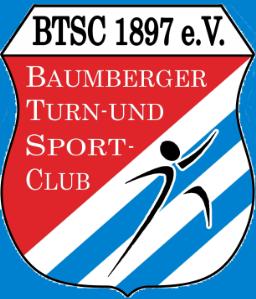 BTSC 1897 e.V.
BAUMBERGER
TURN-UND
SPORT-
CLUB